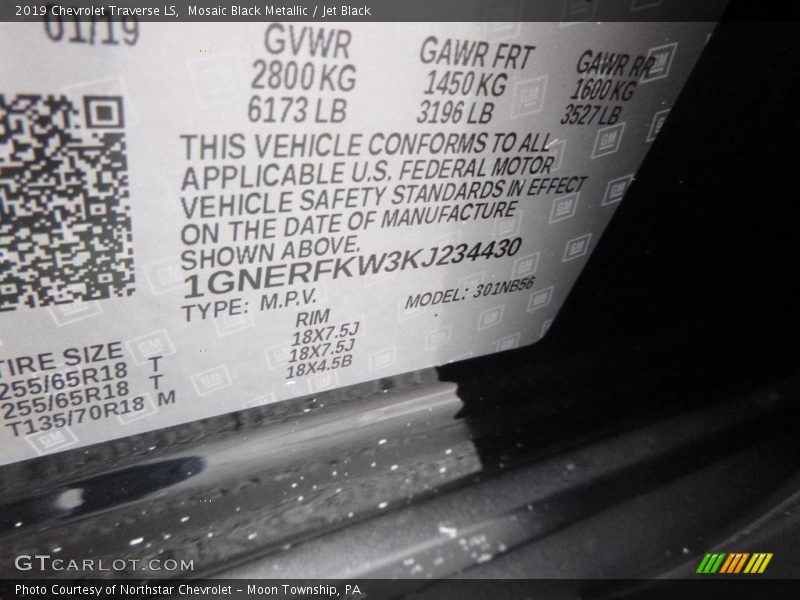 2019 Chevrolet Traverse LS, Mosaic Black Metallic / Jet Black
01/19
GVWR GAWR FRT GAWR RR
2800 KG 1450 KG 1600 KG
6173 LB 3196 LB 3527 LB
THIS VEHICLE CONFORMS TO ALL
APPLICABLE U.S. FEDERAL MOTOR
VEHICLE SAFETY STANDARDS IN EFFECT
ON THE DATE OF MANUFACTURE
SHOWN ABOVE.
1GNERFKW3KJ234430
TYPE: M.P.V. MODEL: 301NB56
TIRE SIZE RIM
255/65R18 T 18X7.5J
255/65R18 T 18X7.5J
T135/70R18 M 18X4.5B
GTCARLOT.COM
Photo Courtesy of Northstar Chevrolet - Moon Township, PA